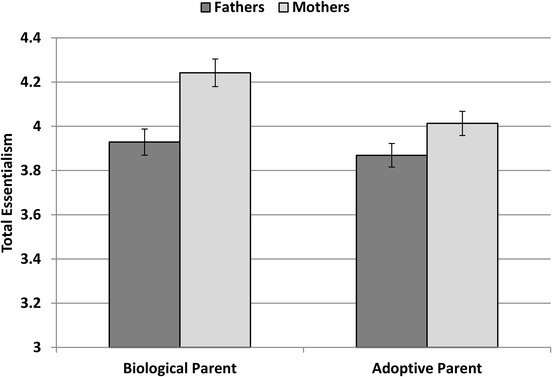 Fathers Mothers
4.4
4.2
4
3.8
3.6
3.4
3.2
3
Total Essentialism
Biological Parent Adoptive Parent